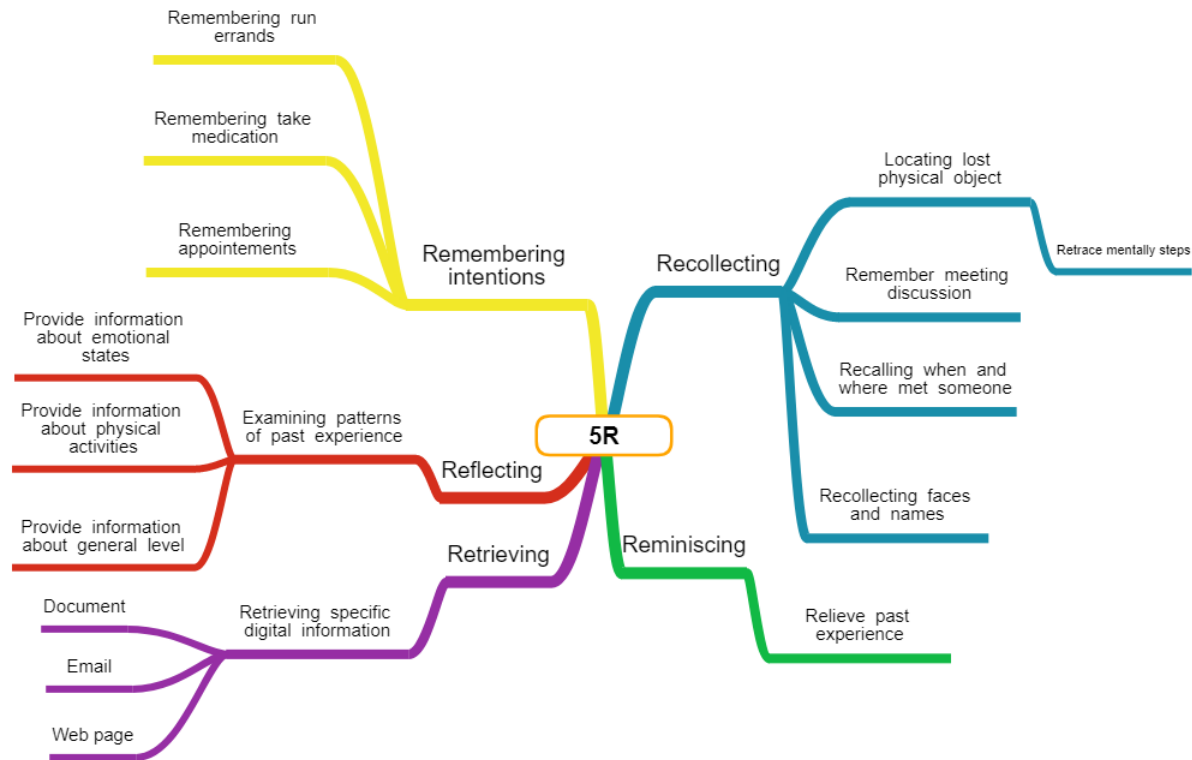 Remembering run
errands
Remembering take
medication
Remembering
appointements
Remembering
intentions
Provide information
about emotional
states
Provide information
about physical
activities
Provide information
about general level
Examining patterns
of past experience
Reflecting
Retrieving
Retrieving specific
digital information
Document
Email
Web page
5R
Recollecting
Locating lost
physical object
Retrace mentally steps
Remember meeting
discussion
Recalling when and
where met someone
Recollecting faces
and names
Reminiscing
Relieve past
experience